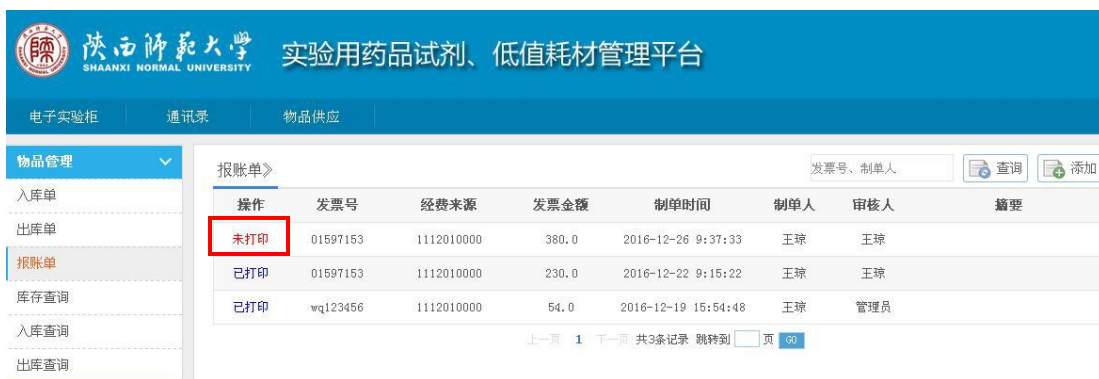 陕西师范大学 实验用药品试剂、低值耗材管理平台
SHAANXI NORMAL UNIVERSITY
电子实验柜 通讯录 物品供应
物品管理
入库单
出库单
报账单
库存查询
入库查询
出库查询
报账单》 发票号、制单人 查询 添加
操作 发票号 经费来源 发票金额 制单时间 制单人 审核人 摘要
未打印 01597153 1112010000 380.0 2016-12-26 9:37:33 王琼 王琼
已打印 01597153 1112010000 230.0 2016-12-22 9:15:22 王琼 王琼
已打印 wq123456 1112010000 54.0 2016-12-19 15:54:48 王琼 管理员
上一页 1 下一页 共3条记录 跳转到 页 GO